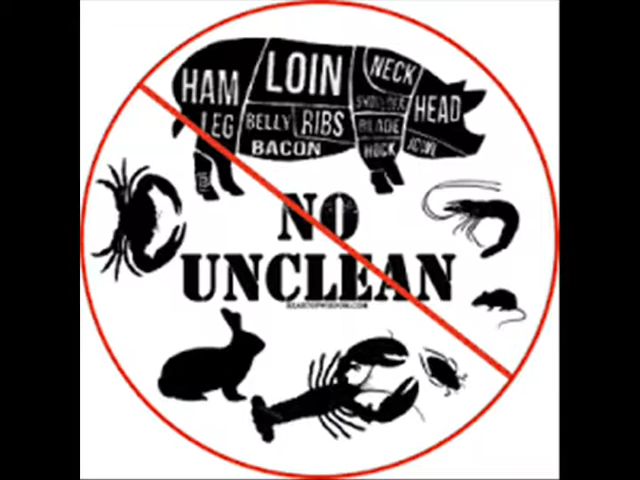 HAM
LEG
LOIN
BELLY
RIBS
BACON
NECK
SHOULDER
BLADE
HOCK
HEAD
JOWL
NO
UNCLEAN